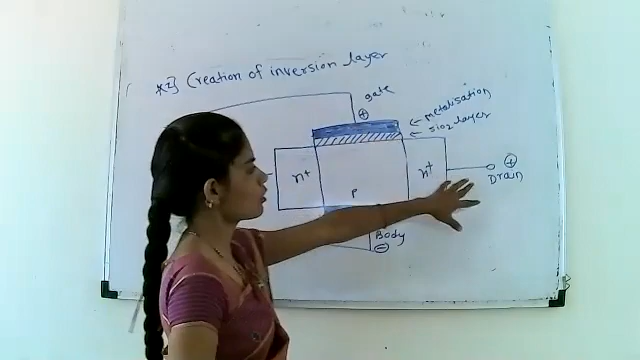 *I] Creation of inversion layer
gate
+
← metalisation
← sio2 layer
n+
P
n+
+
Drain
Body
−